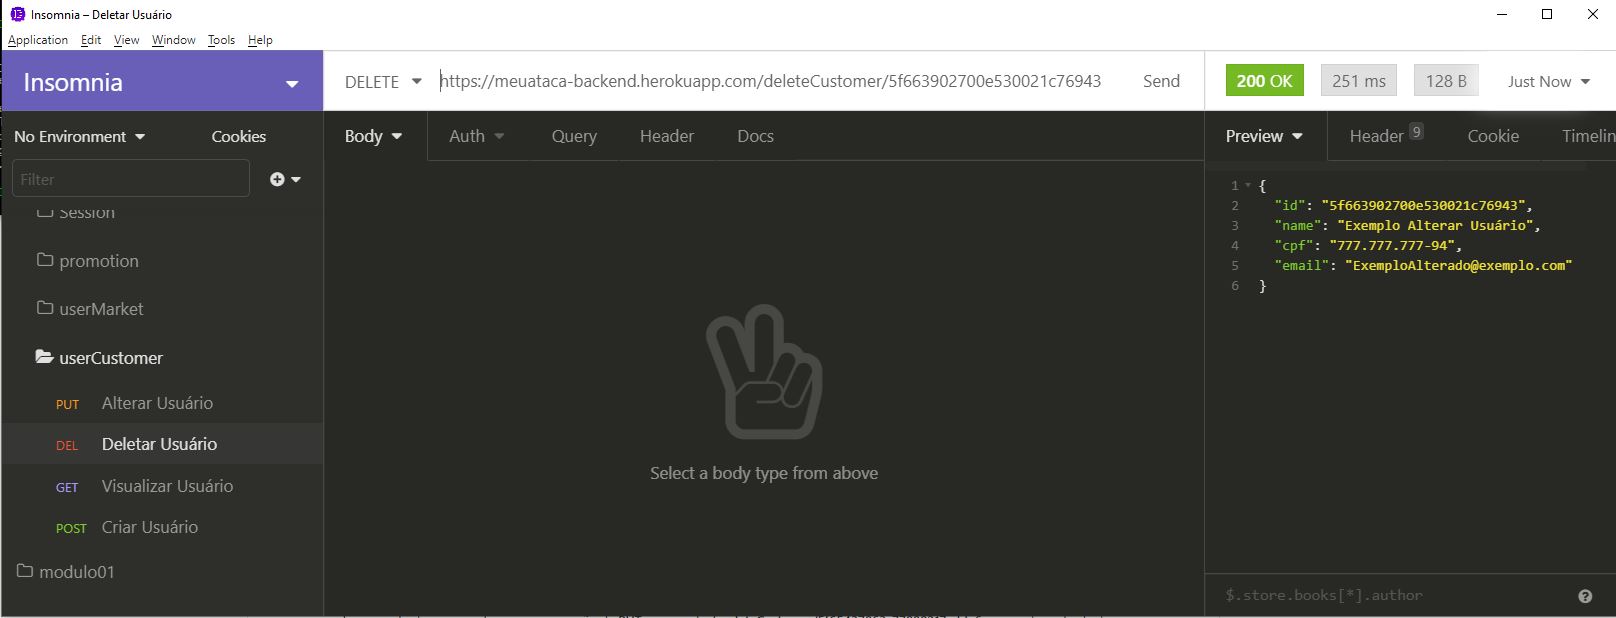 Insomnia – Deletar Usuário
Application Edit View Window Tools Help
Insomnia
DELETE https://meuataca-backend.herokuapp.com/deleteCustomer/5f663902700e530021c76943 Send
200 OK 251 ms 128 B Just Now
No Environment Cookies
Body Auth Query Header Docs
Preview Header 9 Cookie Timelin
Filter
Session
promotion
userMarket
userCustomer
PUT Alterar Usuário
DEL Deletar Usuário
GET Visualizar Usuário
POST Criar Usuário
modulo01
Select a body type from above
1 {
2 "id": "5f663902700e530021c76943",
3 "name": "Exemplo Alterar Usuário",
4 "cpf": "777.777.777-94",
5 "email": "ExemploAlterado@exemplo.com"
6 }
$.store.books[*].author